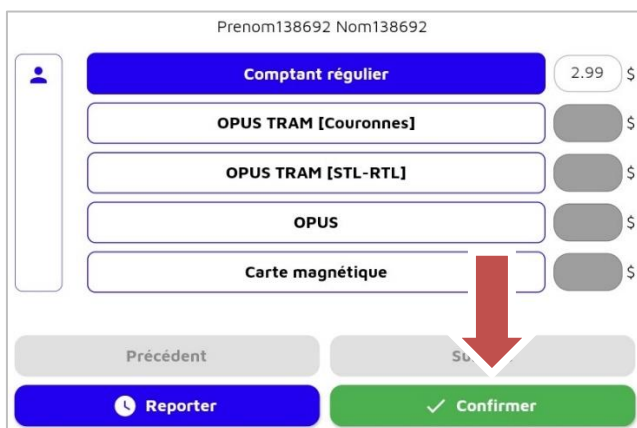 Prenom138692 Nom138692
Comptant régulier 2.99 $
OPUS TRAM [Couronnes] $
OPUS TRAM [STL-RTL] $
OPUS $
Carte magnétique $
Précédent
Reporter Confirmer